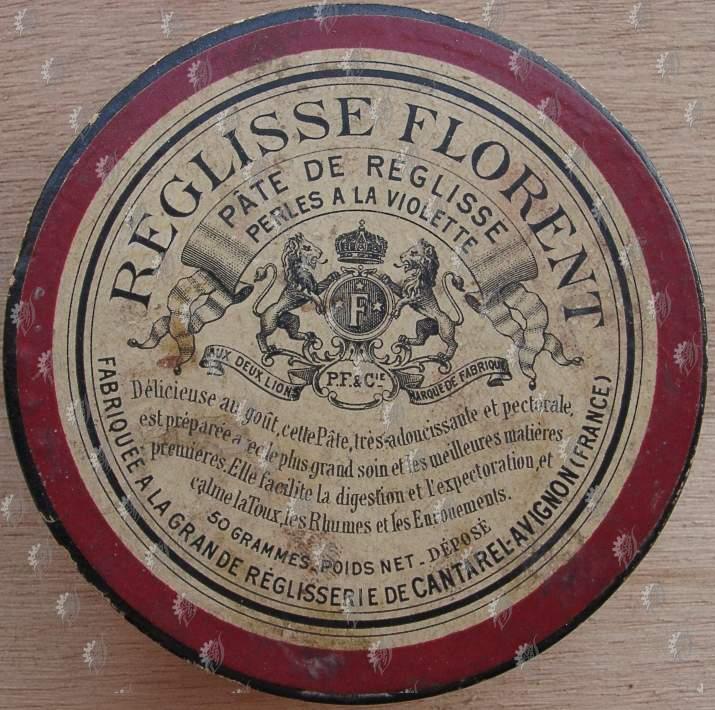 RÉGLISSE FLORENT
PÂTE DE RÉGLISSE
PERLES A LA VIOLETTE
F
AUX DEUX LIONS
P.F. & Cie
MARQUE DE FABRIQUE
Délicieuse au goût, cette Pâte, très-adoucissante et pectorale,
est préparée avec le plus grand soin et les meilleures matières
premières. Elle facilite la digestion et l'expectoration, et
calme la Toux, les Rhumes et les Enrouements.
50 GRAMMES. POIDS NET - DÉPOSÉ
FABRIQUÉE A LA GRANDE RÉGLISSERIE DE CANTAREL-AVIGNON (FRANCE)